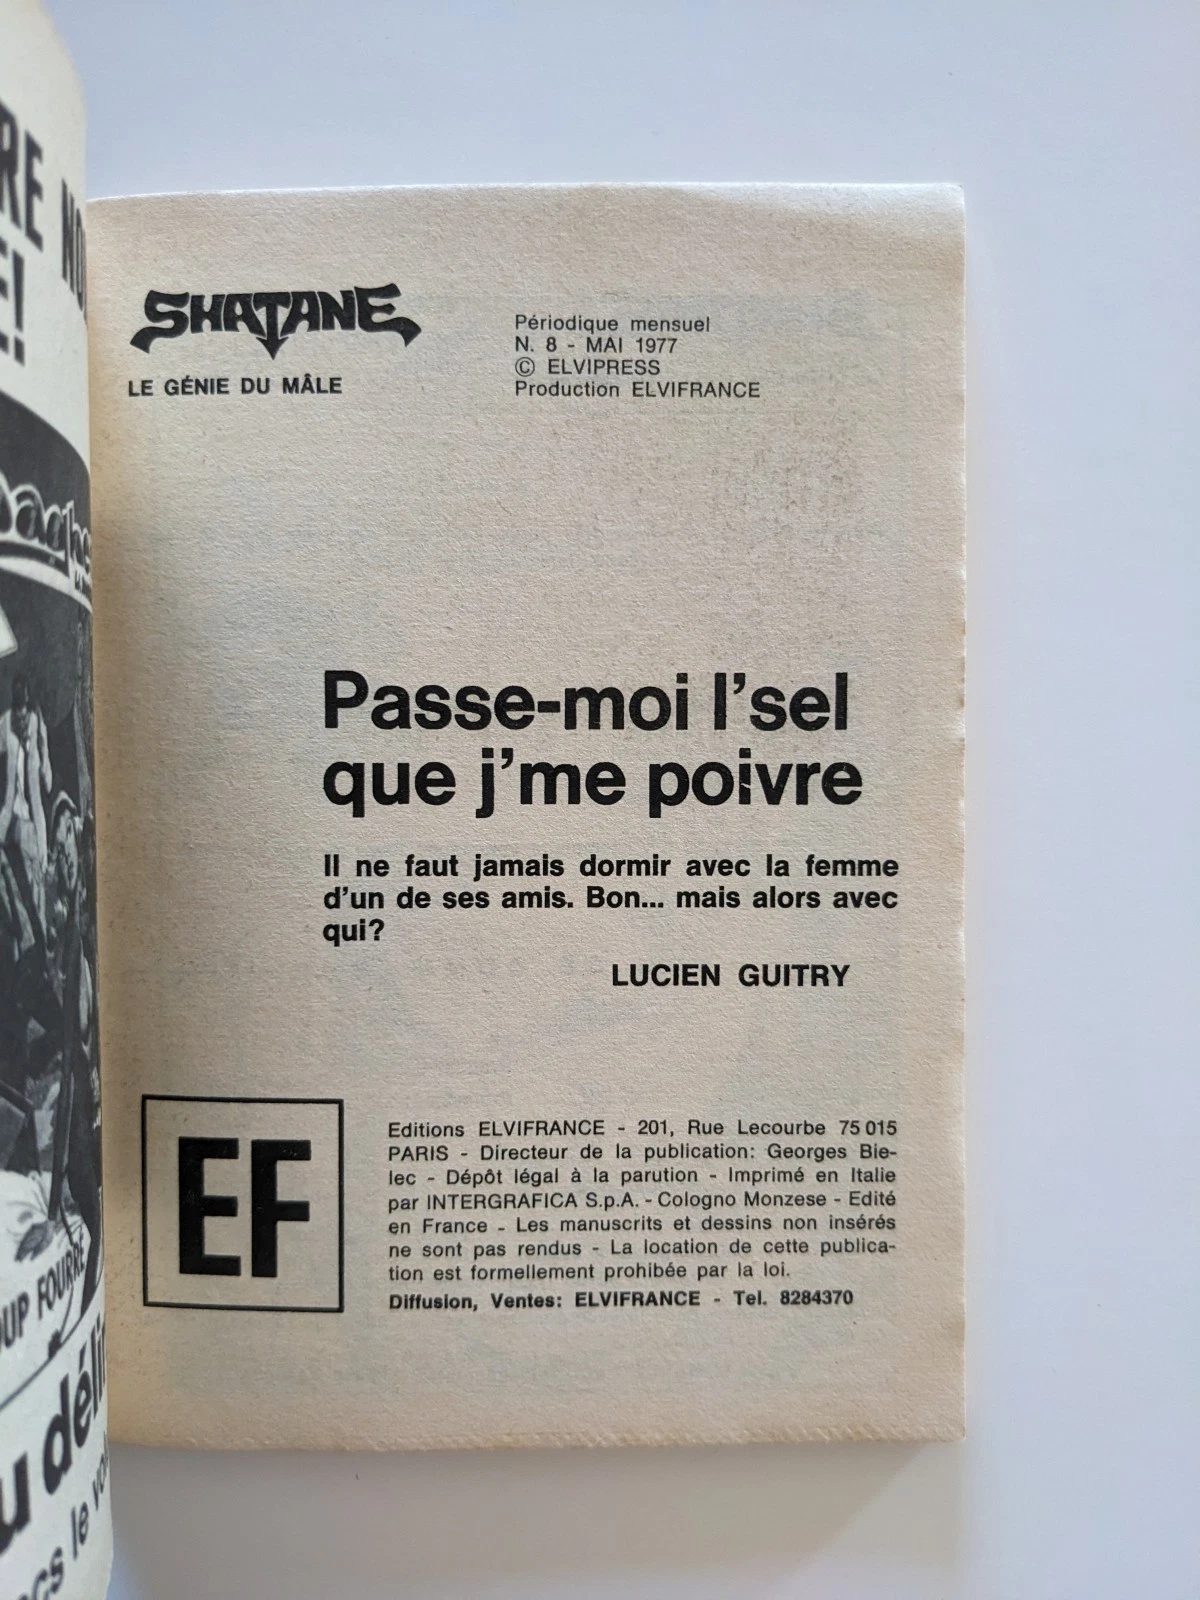 RE NO
E!
OUP FOURRÉ
SHATANE
LE GÉNIE DU MÂLE
Périodique mensuel
N. 8 - MAI 1977
© ELVIPRESS
Production ELVIFRANCE
Passe-moi l'sel
que j'me poivre
Il ne faut jamais dormir avec la femme
d'un de ses amis. Bon... mais alors avec
qui?
LUCIEN GUITRY
EF
Editions ELVIFRANCE - 201, Rue Lecourbe 75 015
PARIS - Directeur de la publication: Georges Bie-
lec - Dépôt légal à la parution - Imprimé en Italie
par INTERGRAFICA S.p.A. - Cologno Monzese - Edité
en France - Les manuscrits et dessins non insérés
ne sont pas rendus - La location de cette publica-
tion est formellement prohibée par la loi.
Diffusion, Ventes: ELVIFRANCE - Tel. 8284370